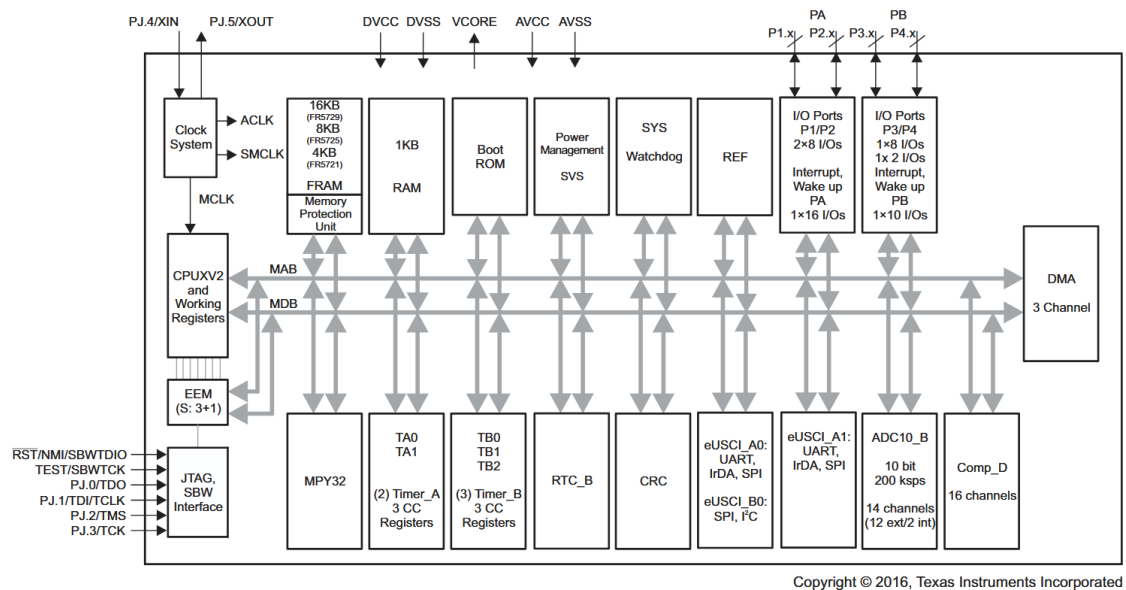 PJ.4/XIN PJ.5/XOUT DVCC DVSS VCORE AVCC AVSS
PA PB
P1.x P2.x P3.x P4.x
Clock
System
ACLK
SMCLK
MCLK
16KB
(FR5729)
8KB
(FR5725)
4KB
(FR5721)
FRAM
Memory
Protection
Unit
1KB
RAM
Boot
ROM
Power
Management
SVS
SYS
Watchdog
REF
I/O Ports
P1/P2
2×8 I/Os
Interrupt,
Wake up
PA
1×16 I/Os
I/O Ports
P3/P4
1×8 I/Os
1x 2 I/Os
Interrupt,
Wake up
PB
1×10 I/Os
CPUXV2
and
Working
Registers
MAB
MDB
DMA
3 Channel
EEM
(S: 3+1)
RST/NMI/SBWTDIO
TEST/SBWTCK
PJ.0/TDO
PJ.1/TDI/TCLK
PJ.2/TMS
PJ.3/TCK
JTAG,
SBW
Interface
MPY32
TA0
TA1
(2) Timer_A
3 CC
Registers
TB0
TB1
TB2
(3) Timer_B
3 CC
Registers
RTC_B
CRC
eUSCI_A0:
UART,
IrDA, SPI
eUSCI_B0:
SPI, I²C
eUSCI_A1:
UART,
IrDA, SPI
ADC10_B
10 bit
200 ksps
14 channels
(12 ext/2 int)
Comp_D
16 channels
Copyright © 2016, Texas Instruments Incorporated